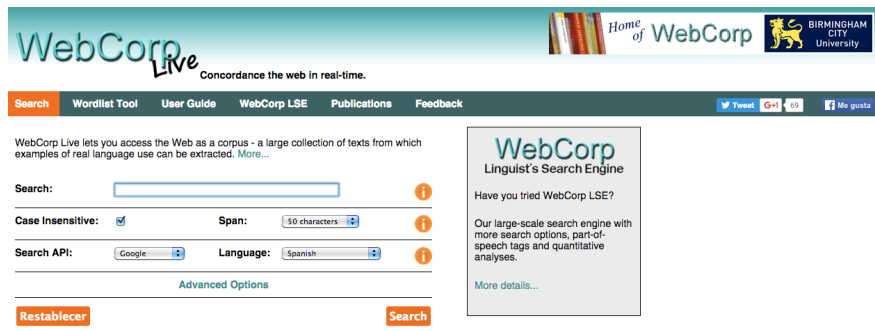 WebCorp
Live
Concordance the web in real-time.
Home
of WebCorp
BIRMINGHAM
CITY
University
Search Wordlist Tool User Guide WebCorp LSE Publications Feedback
Tweet G+1 69 Me gusta
WebCorp Live lets you access the Web as a corpus - a large collection of texts from which
examples of real language use can be extracted. More...
Search:
Case Insensitive: Span: 50 characters
Search API: Google Language: Spanish
Advanced Options
Restablecer Search
WebCorp
Linguist's Search Engine
Have you tried WebCorp LSE?
Our large-scale search engine with
more search options, part-of-
speech tags and quantitative
analyses.
More details...